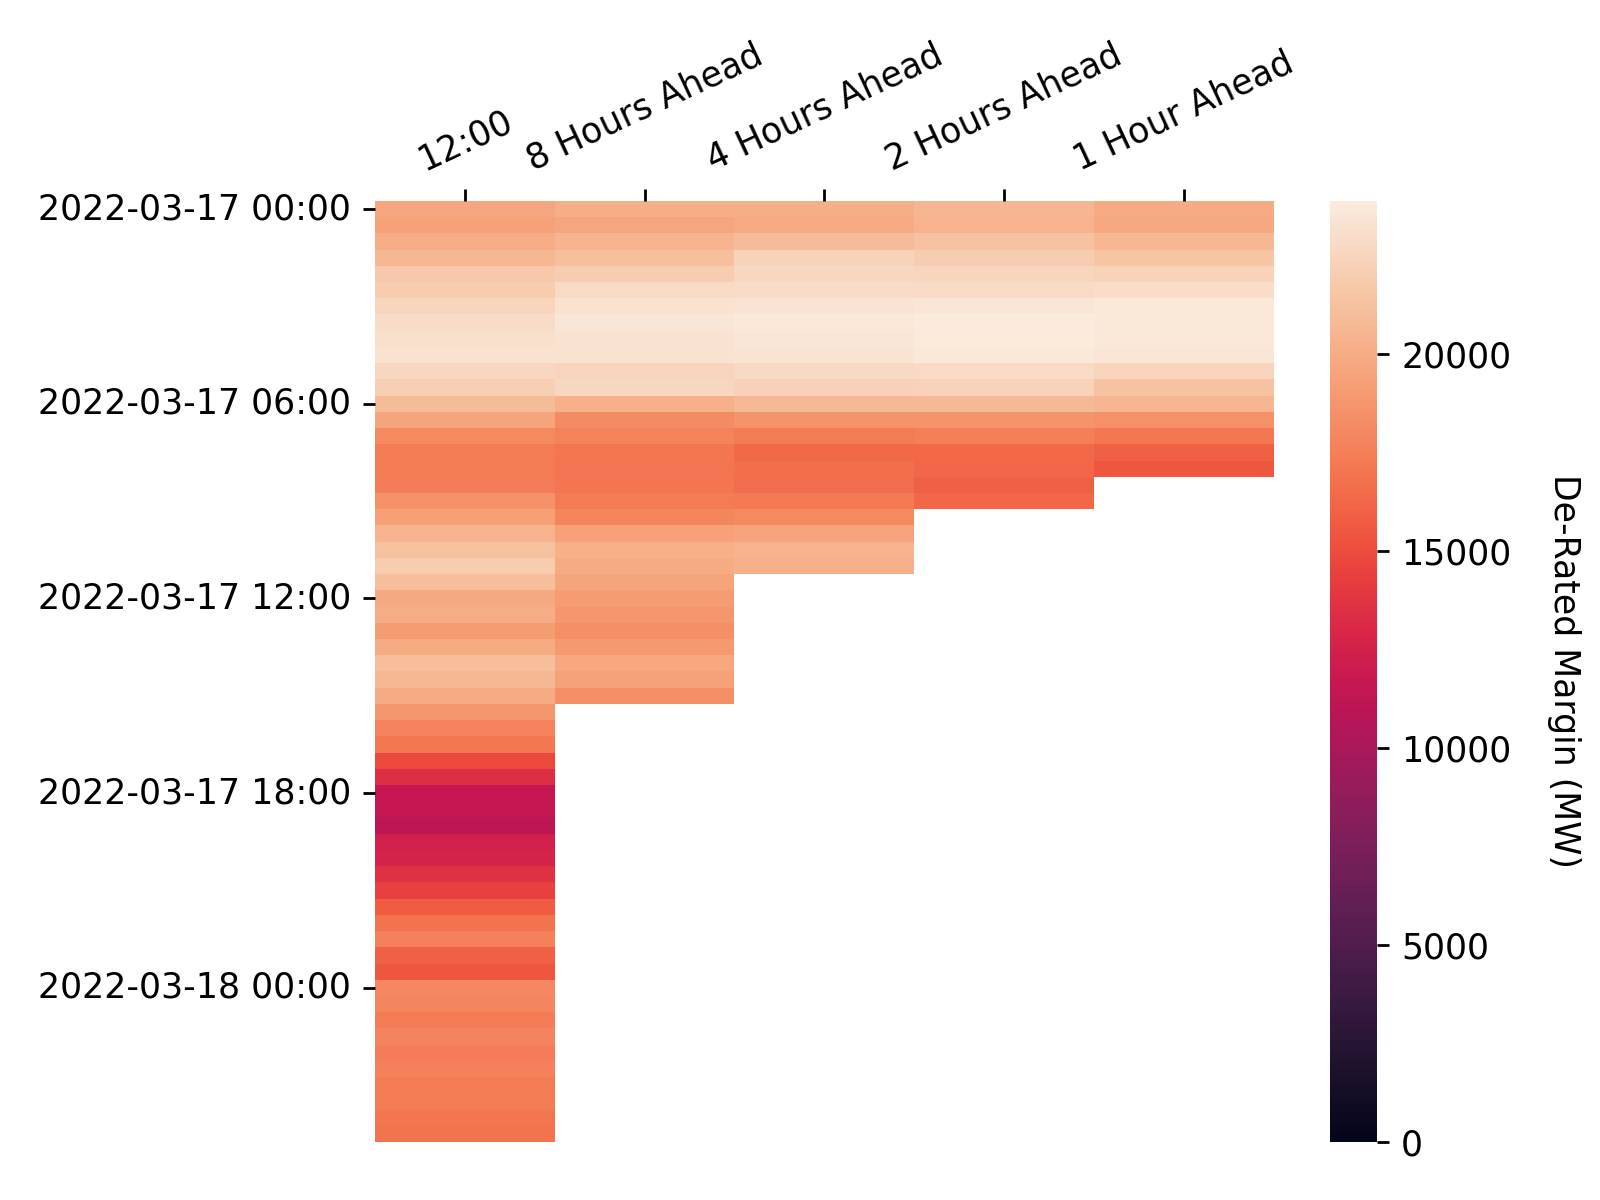 12:00
8 Hours Ahead
4 Hours Ahead
2 Hours Ahead
1 Hour Ahead
2022-03-17 00:00
2022-03-17 06:00
2022-03-17 12:00
2022-03-17 18:00
2022-03-18 00:00
20000
15000
10000
5000
0
De-Rated Margin (MW)